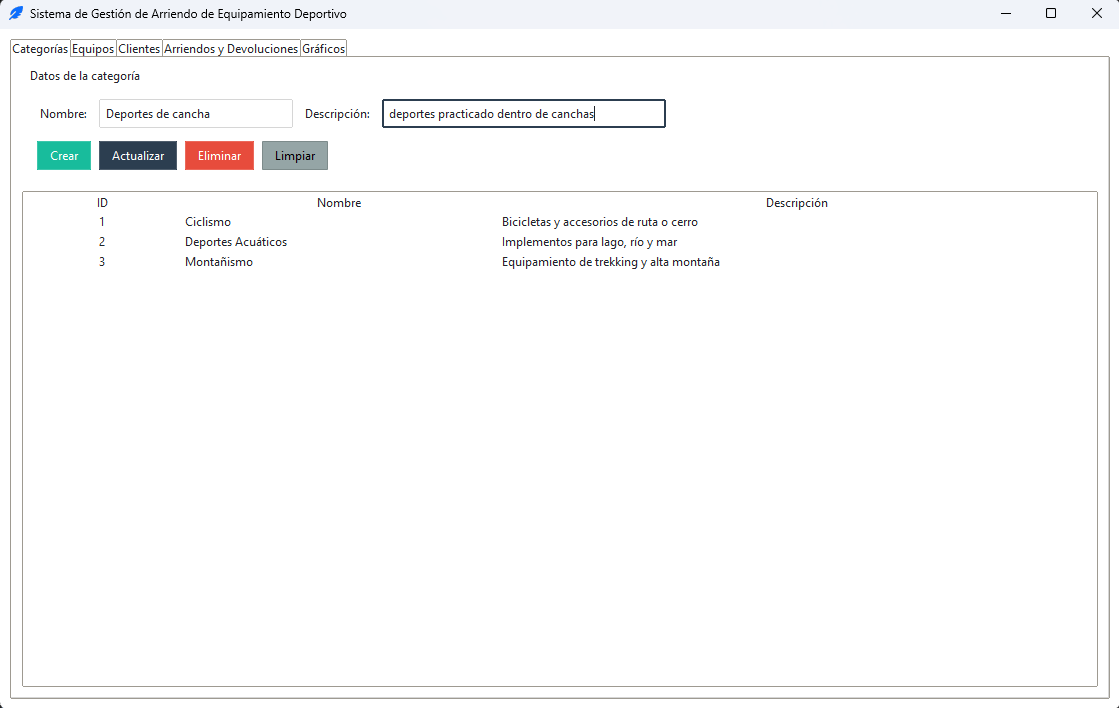 Sistema de Gestión de Arriendo de Equipamiento Deportivo
Categorías Equipos Clientes Arriendos y Devoluciones Gráficos
Datos de la categoría
Nombre: Deportes de cancha Descripción: deportes practicado dentro de canchas
Crear Actualizar Eliminar Limpiar
ID Nombre Descripción
1 Ciclismo Bicicletas y accesorios de ruta o cerro
2 Deportes Acuáticos Implementos para lago, río y mar
3 Montañismo Equipamiento de trekking y alta montaña